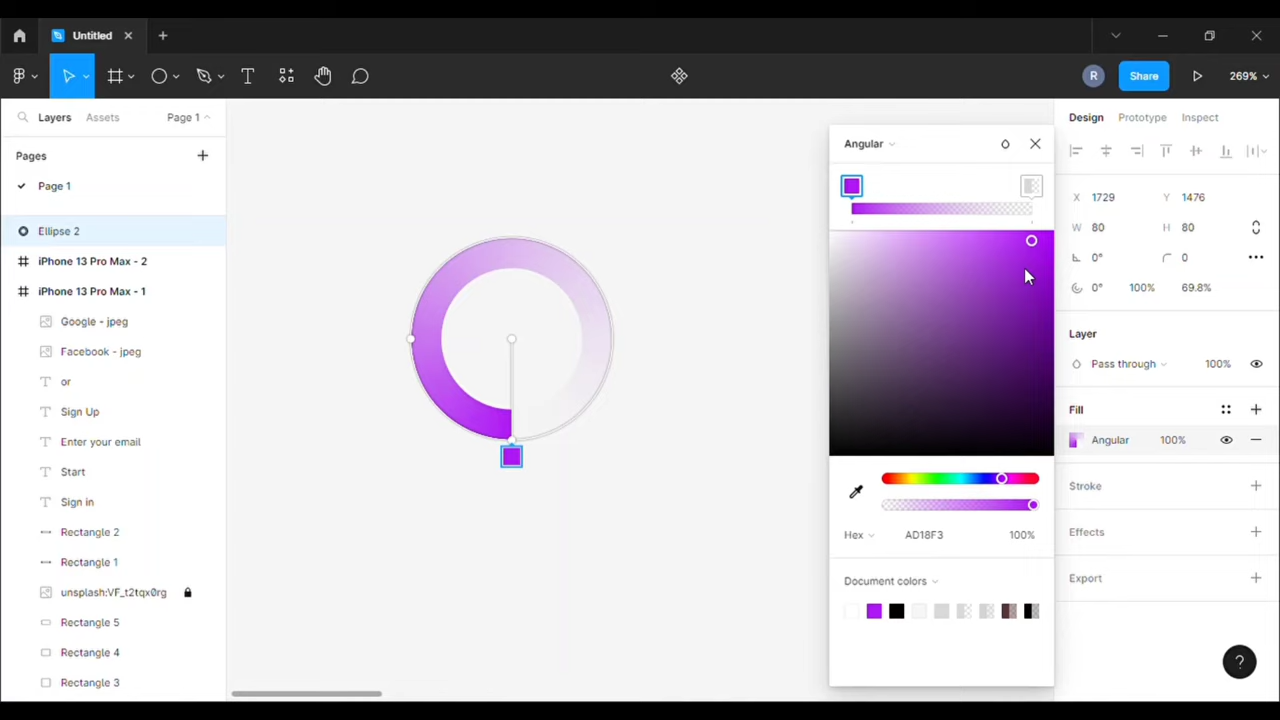 Untitled
R
Share
269%
Layers
Assets
Page 1
Pages
Page 1
Ellipse 2
iPhone 13 Pro Max - 2
iPhone 13 Pro Max - 1
Google - jpeg
Facebook - jpeg
or
Sign Up
Enter your email
Start
Sign in
Rectangle 2
Rectangle 1
unsplash:VF_t2tqx0rg
Rectangle 5
Rectangle 4
Rectangle 3
Angular
Hex
AD18F3
100%
Document colors
Design
Prototype
Inspect
X 1729
Y 1476
W 80
H 80
0°
0
0°
100%
69.8%
Layer
Pass through
100%
Fill
Angular
100%
Stroke
Effects
Export
?